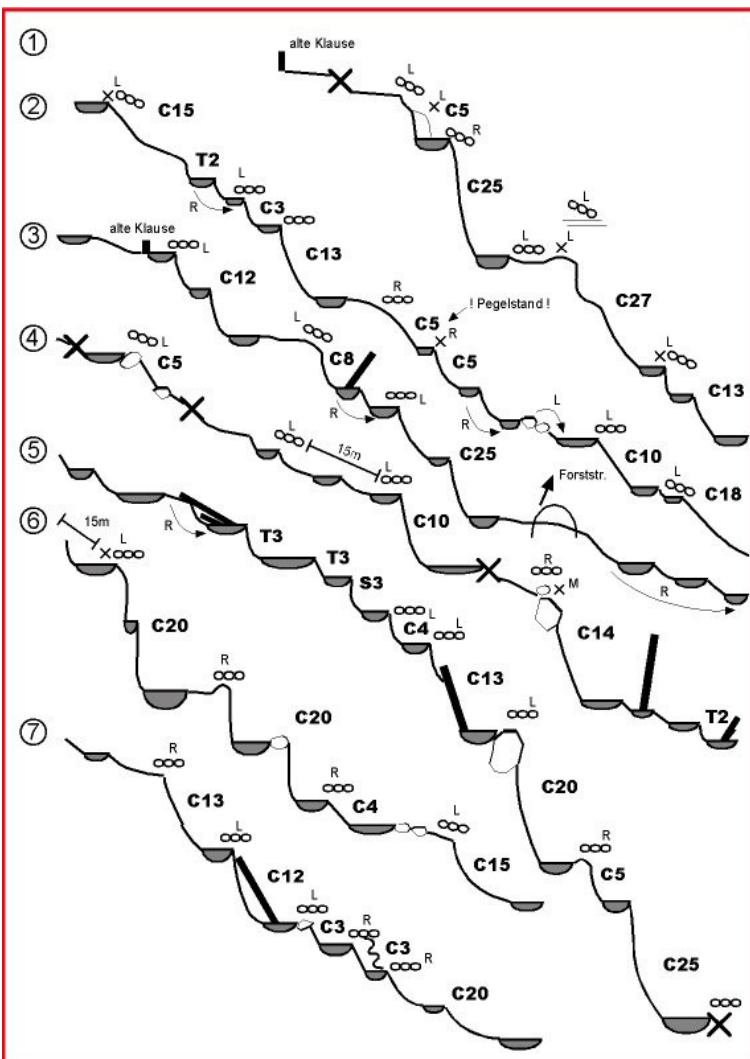 ①
alte Klause
L
L
C5
R
C25
L
L
L
C27
L
C13
②
L
C15
T2
R
L
C3
C13
R
C5
R
! Pegelstand !
C5
R
L
L
C10
L
C18
③
alte Klause
L
C12
L
C8
R
L
C25
Forststr.
R
④
L
C5
L
15m
L
C10
R
M
C14
T2
⑤
R
T3
T3
S3
L
C4
L
L
C13
L
C20
R
C5
C25
⑥
15m
L
C20
R
C20
R
C4
L
C15
⑦
R
C13
L
C12
L
C3
R
C3
R
C20